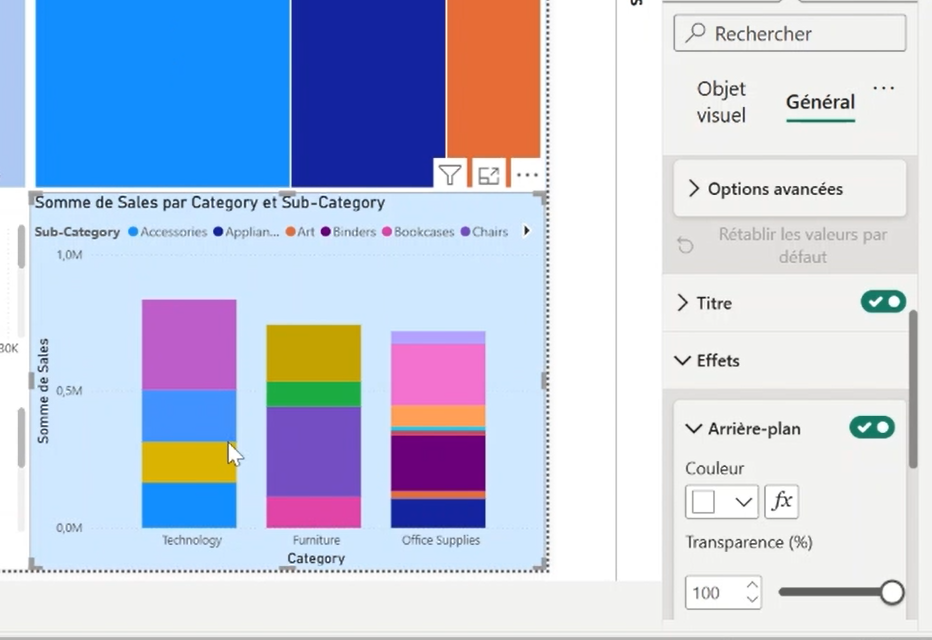 Rechercher
Objet
visuel
Général
Options avancées
Rétablir les valeurs par
défaut
Titre
Effets
Arrière-plan
Couleur
fx
Transparence (%)
100
Somme de Sales par Category et Sub-Category
Sub-Category Accessories Applian... Art Binders Bookcases Chairs
1,0M
0,5M
0,0M
Somme de Sales
Technology Furniture Office Supplies
Category
30K